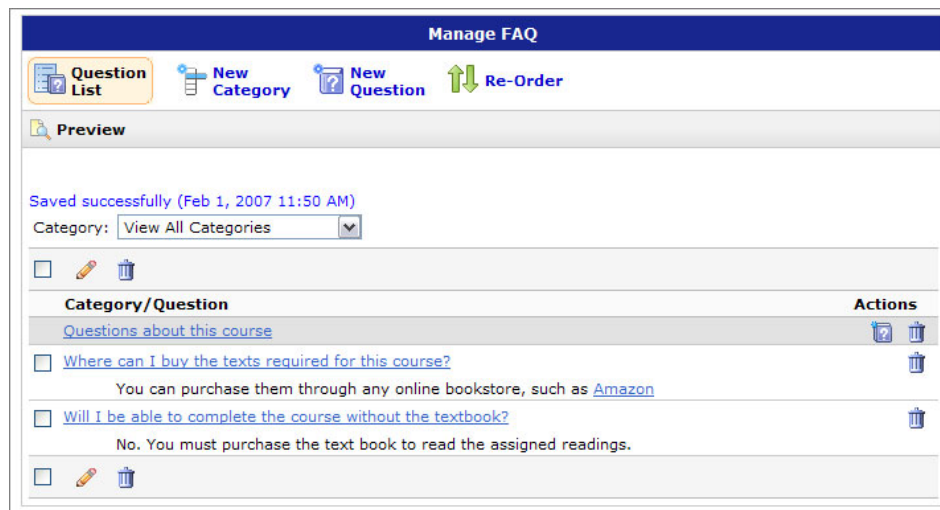 Manage FAQ
Question List
New Category
New Question
Re-Order
Preview
Saved successfully (Feb 1, 2007 11:50 AM)
Category: View All Categories
Category/Question Actions
Questions about this course
Where can I buy the texts required for this course?
You can purchase them through any online bookstore, such as Amazon
Will I be able to complete the course without the textbook?
No. You must purchase the text book to read the assigned readings.